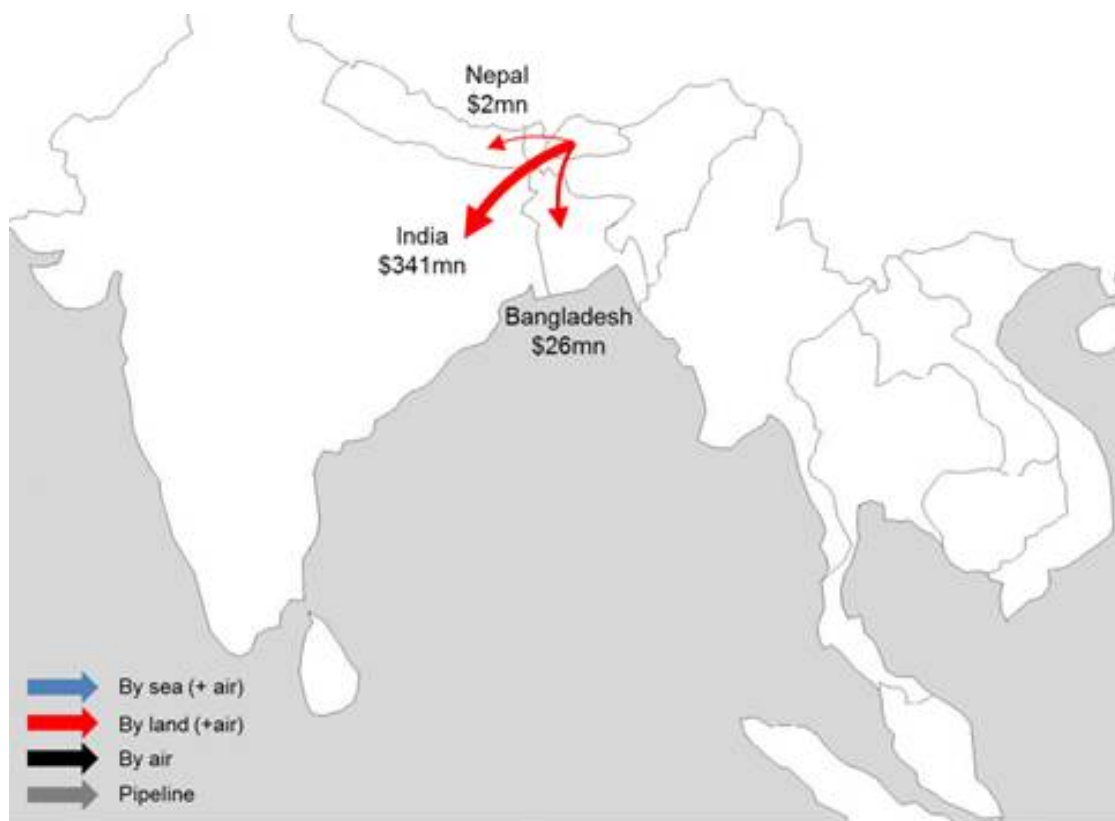 Nepal
$2mn
India
$341mn
Bangladesh
$26mn
By sea (+ air)
By land (+air)
By air
Pipeline